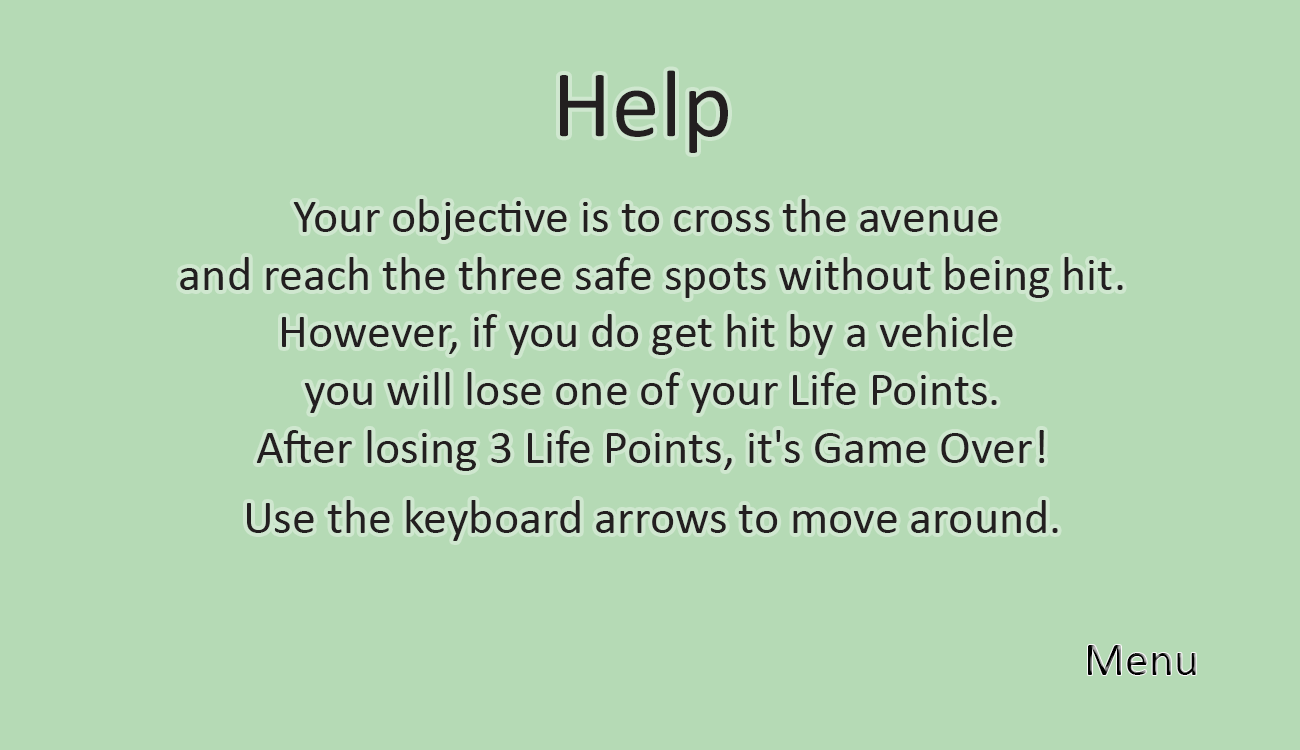 Help
Your objective is to cross the avenue
and reach the three safe spots without being hit.
However, if you do get hit by a vehicle
you will lose one of your Life Points.
After losing 3 Life Points, it's Game Over!
Use the keyboard arrows to move around.
Menu